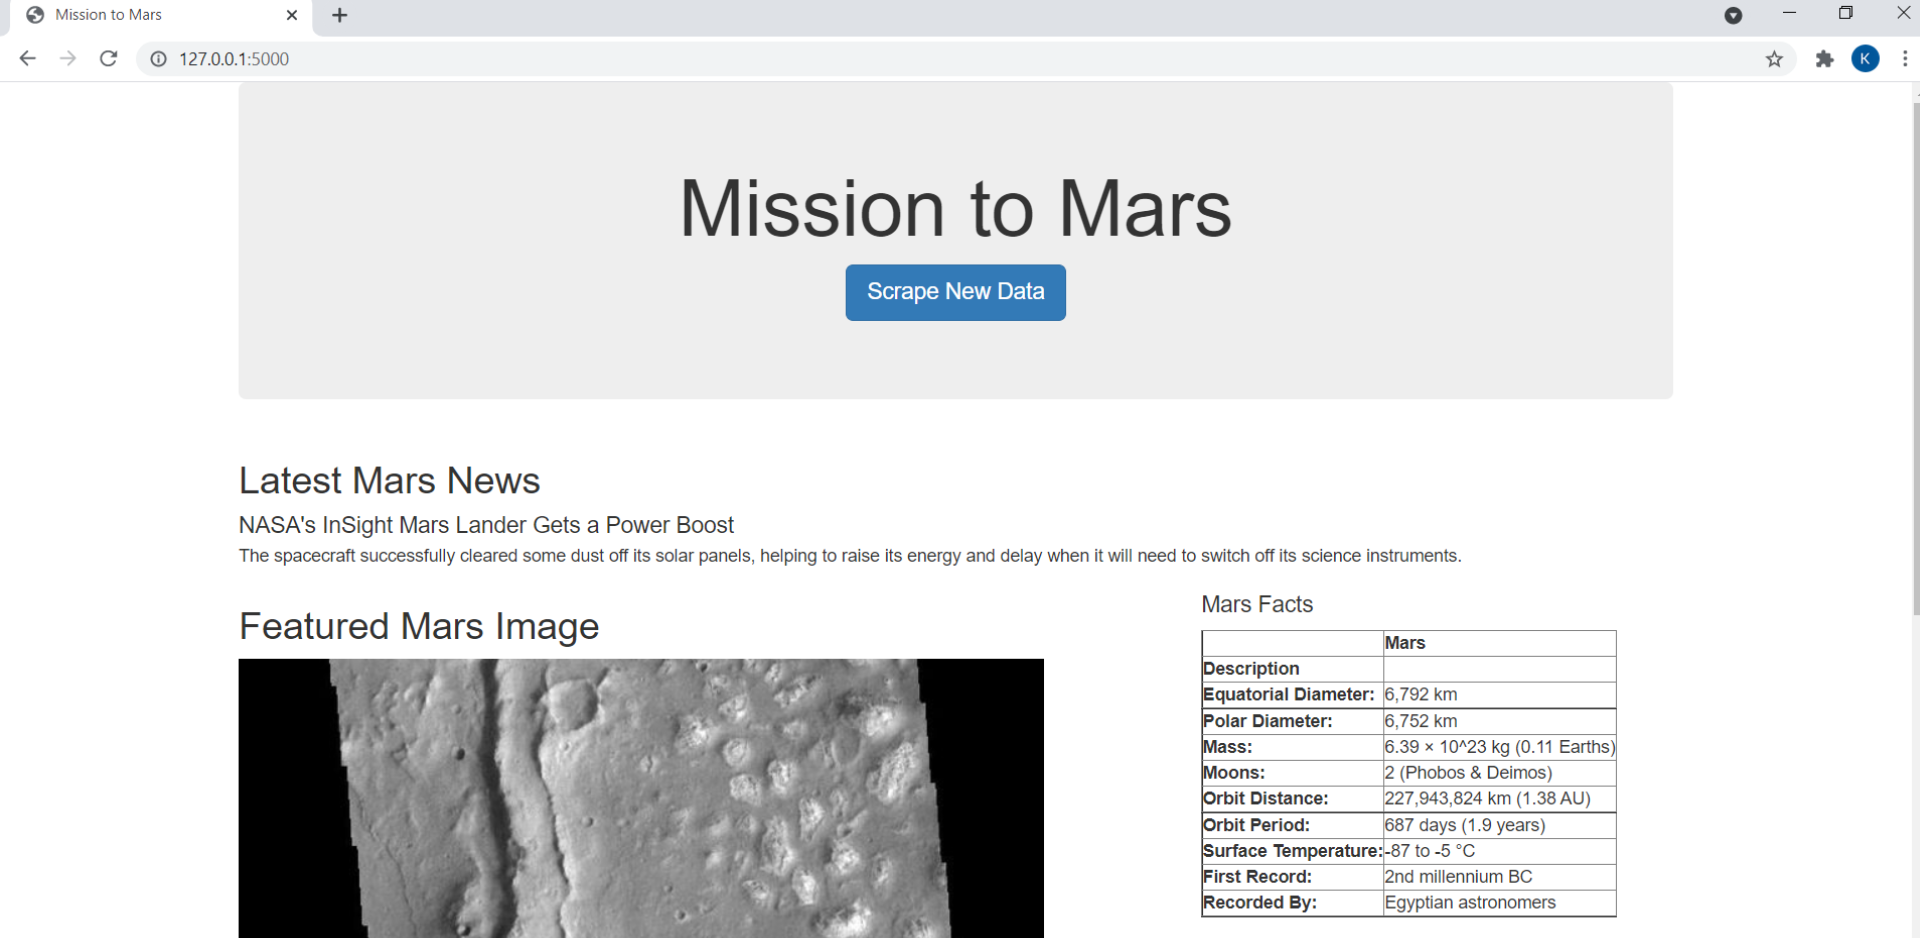 Mission to Mars
127.0.0.1:5000
K
Mission to Mars
Scrape New Data
Latest Mars News
NASA's InSight Mars Lander Gets a Power Boost
The spacecraft successfully cleared some dust off its solar panels, helping to raise its energy and delay when it will need to switch off its science instruments.
Featured Mars Image
Mars Facts
Mars
Description
Equatorial Diameter: 6,792 km
Polar Diameter: 6,752 km
Mass: 6.39 × 10^23 kg (0.11 Earths)
Moons: 2 (Phobos & Deimos)
Orbit Distance: 227,943,824 km (1.38 AU)
Orbit Period: 687 days (1.9 years)
Surface Temperature: -87 to -5 °C
First Record: 2nd millennium BC
Recorded By: Egyptian astronomers